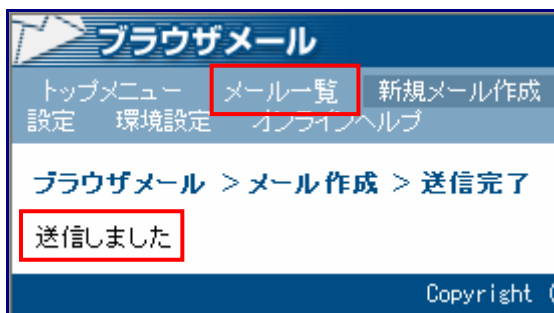 ブラウザメール
トップメニュー メール一覧 新規メール作成
設定 環境設定 オンラインヘルプ
ブラウザメール ＞メール作成 ＞ 送信完了
送信しました
Copyright (